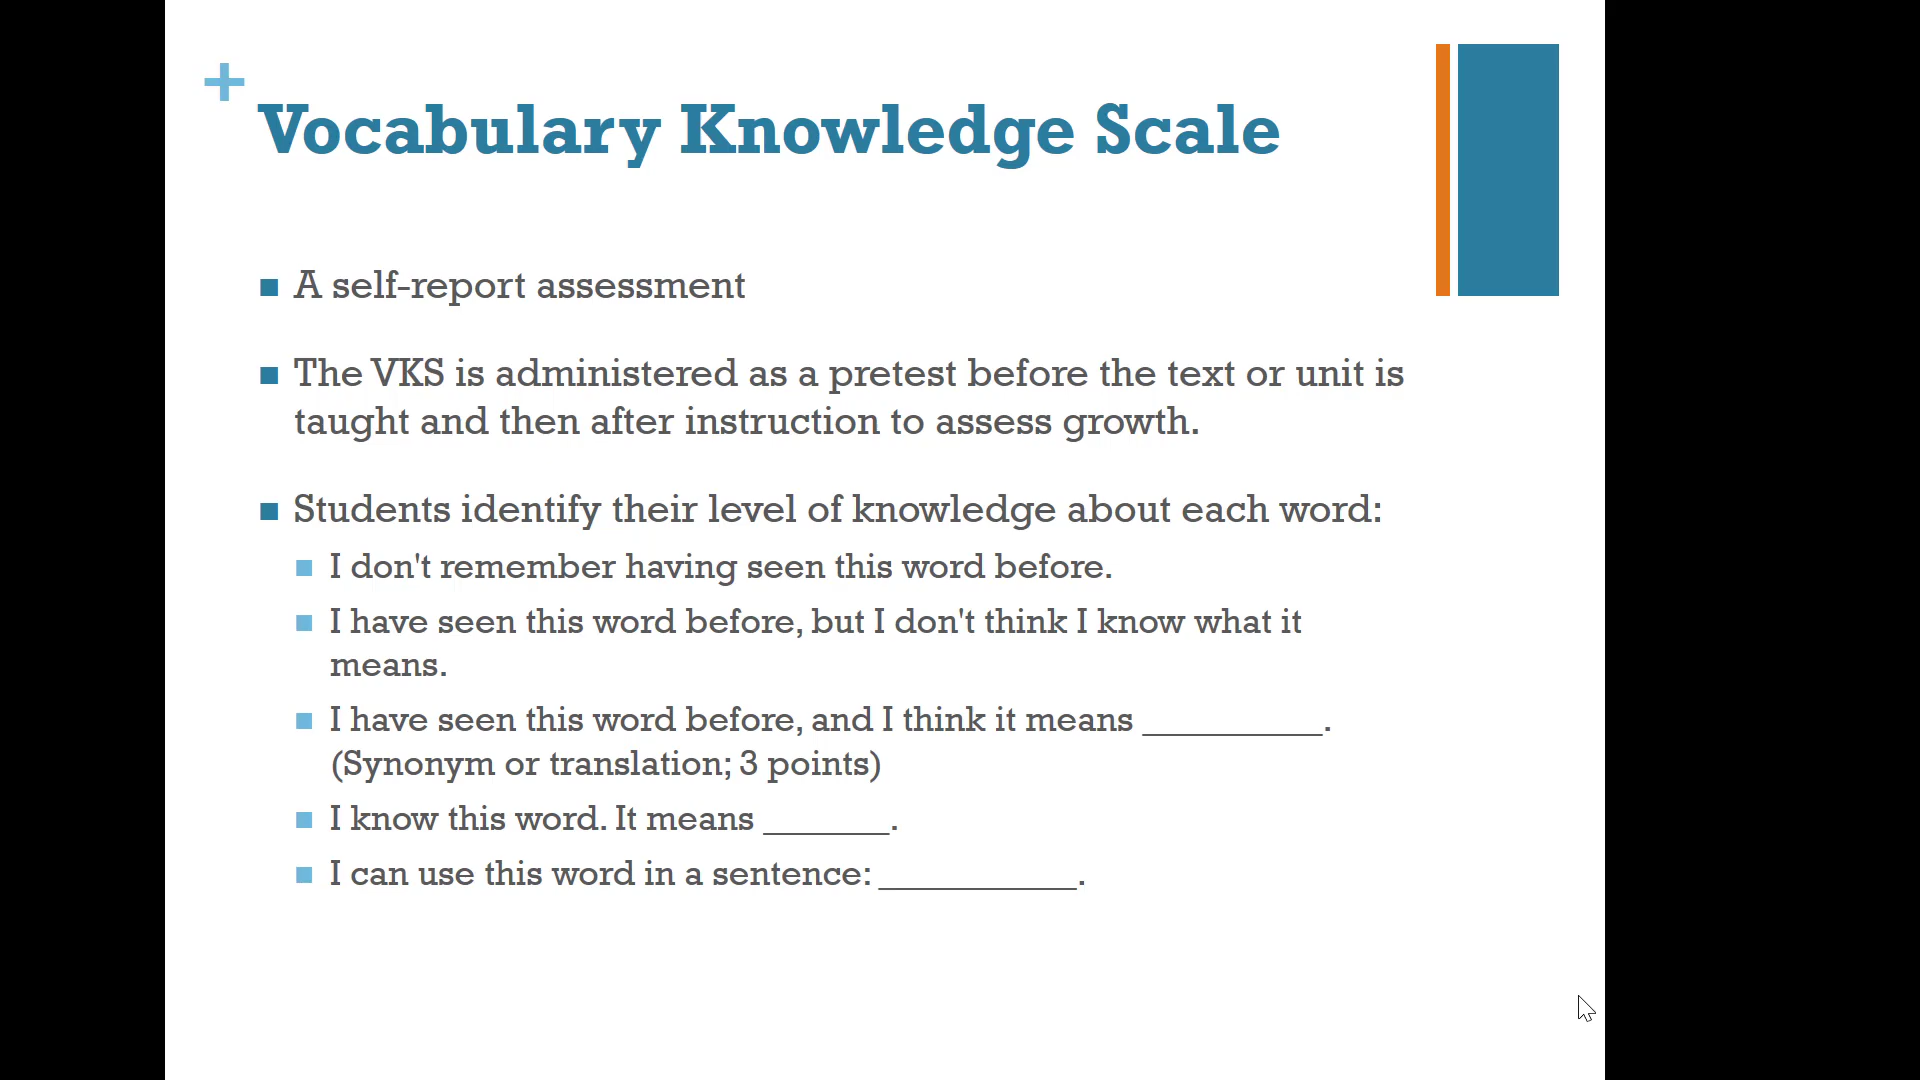 +
Vocabulary Knowledge Scale
■ A self-report assessment
■ The VKS is administered as a pretest before the text or unit is
taught and then after instruction to assess growth.
■ Students identify their level of knowledge about each word:
■ I don't remember having seen this word before.
■ I have seen this word before, but I don't think I know what it
means.
■ I have seen this word before, and I think it means __________.
(Synonym or translation; 3 points)
■ I know this word. It means _______.
■ I can use this word in a sentence: ___________.